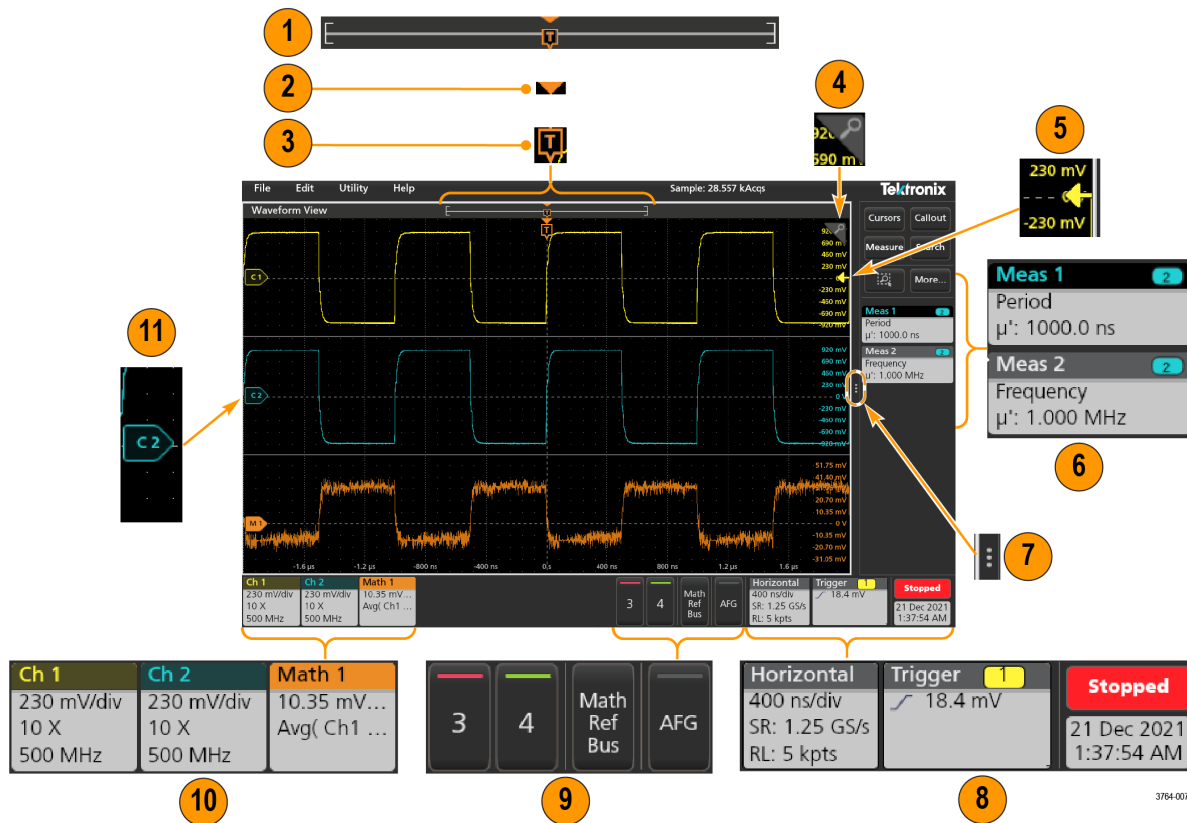 1
T
2
3
T
4
920
690 m
5
230 mV
-230 mV
File Edit Utility Help Sample: 28.557 kAcqs Tektronix
Waveform View
T
T
Cursors Callout
Measure Search
More...
C 1
920
690 mV
460 mV
230 mV
0
-230 mV
-460 mV
-690 mV
-920 mV
Meas 1 2
Period
µ': 1000.0 ns
Meas 2 2
Frequency
µ': 1.000 MHz
Meas 1 2
Period
µ': 1000.0 ns
Meas 2 2
Frequency
µ': 1.000 MHz
6
11
C 2
C 2
920 mV
690 mV
460 mV
230 mV
0 V
-230 mV
-460 mV
-690 mV
-920 mV
7
M 1
51.75 mV
41.40 mV
20.70 mV
10.35 mV
0 V
-10.35 mV
-20.70 mV
-31.05 mV
-1.6 µs -1.2 µs -800 ns -400 ns 0 s 400 ns 800 ns 1.2 µs 1.6 µs
Ch 1
230 mV/div
10 X
500 MHz
Ch 2
230 mV/div
10 X
500 MHz
Math 1
10.35 mV...
Avg( Ch1 ...
3
4
Math
Ref
Bus
AFG
Horizontal
400 ns/div
SR: 1.25 GS/s
RL: 5 kpts
Trigger 1
18.4 mV
Stopped
21 Dec 2021
1:37:54 AM
Ch 1
230 mV/div
10 X
500 MHz
Ch 2
230 mV/div
10 X
500 MHz
Math 1
10.35 mV...
Avg( Ch1 ...
3
4
Math
Ref
Bus
AFG
Horizontal
400 ns/div
SR: 1.25 GS/s
RL: 5 kpts
Trigger 1
18.4 mV
Stopped
21 Dec 2021
1:37:54 AM
10
9
8
3764-007